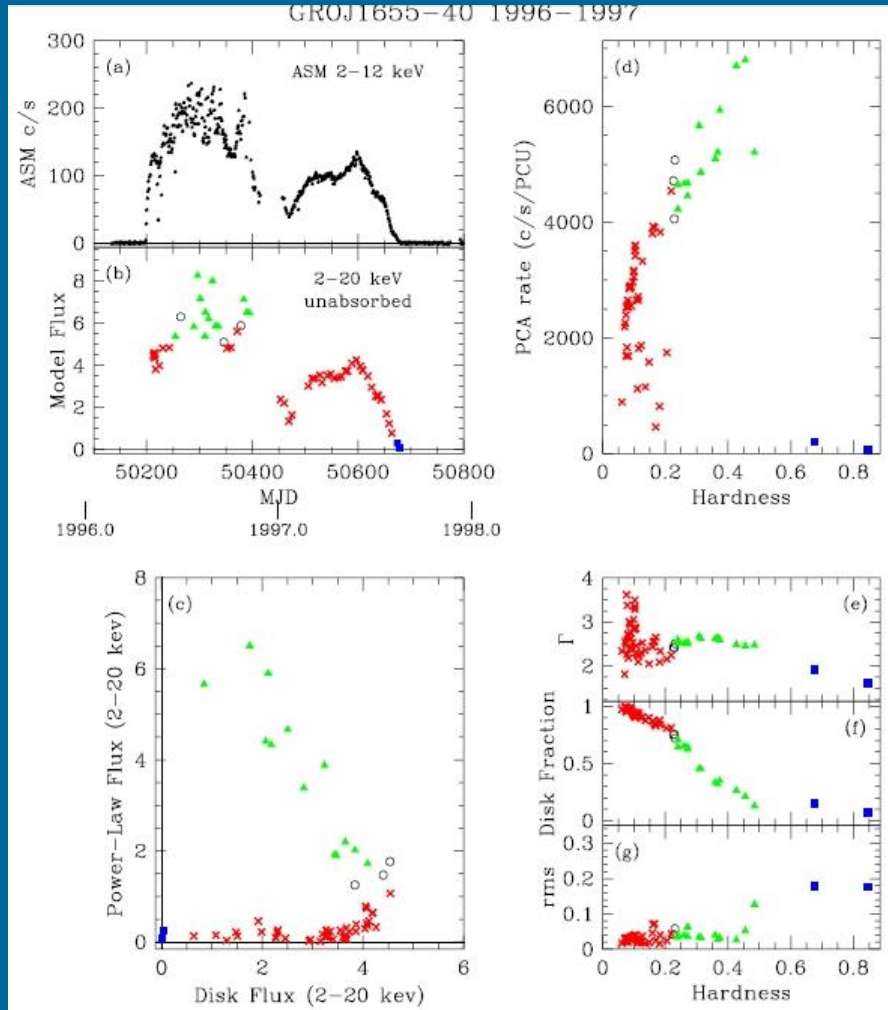 GROJ1655-40 1996-1997
(a)
ASM 2-12 keV
ASM c/s
300
200
100
0
(b)
2-20 keV
unabsorbed
Model Flux
8
6
4
2
0
50200 50400 50600 50800
MJD
1996.0 1997.0 1998.0
(d)
PCA rate (c/s/PCU)
6000
4000
2000
0
0 0.2 0.4 0.6 0.8
Hardness
(c)
Power-Law Flux (2-20 kev)
8
6
4
2
0
0 2 4 6
Disk Flux (2-20 kev)
(e)
Γ
3
2
(f)
Disk Fraction
1
0.5
0
(g)
rms
0.3
0.2
0.1
0
0 0.2 0.4 0.6 0.8
Hardness